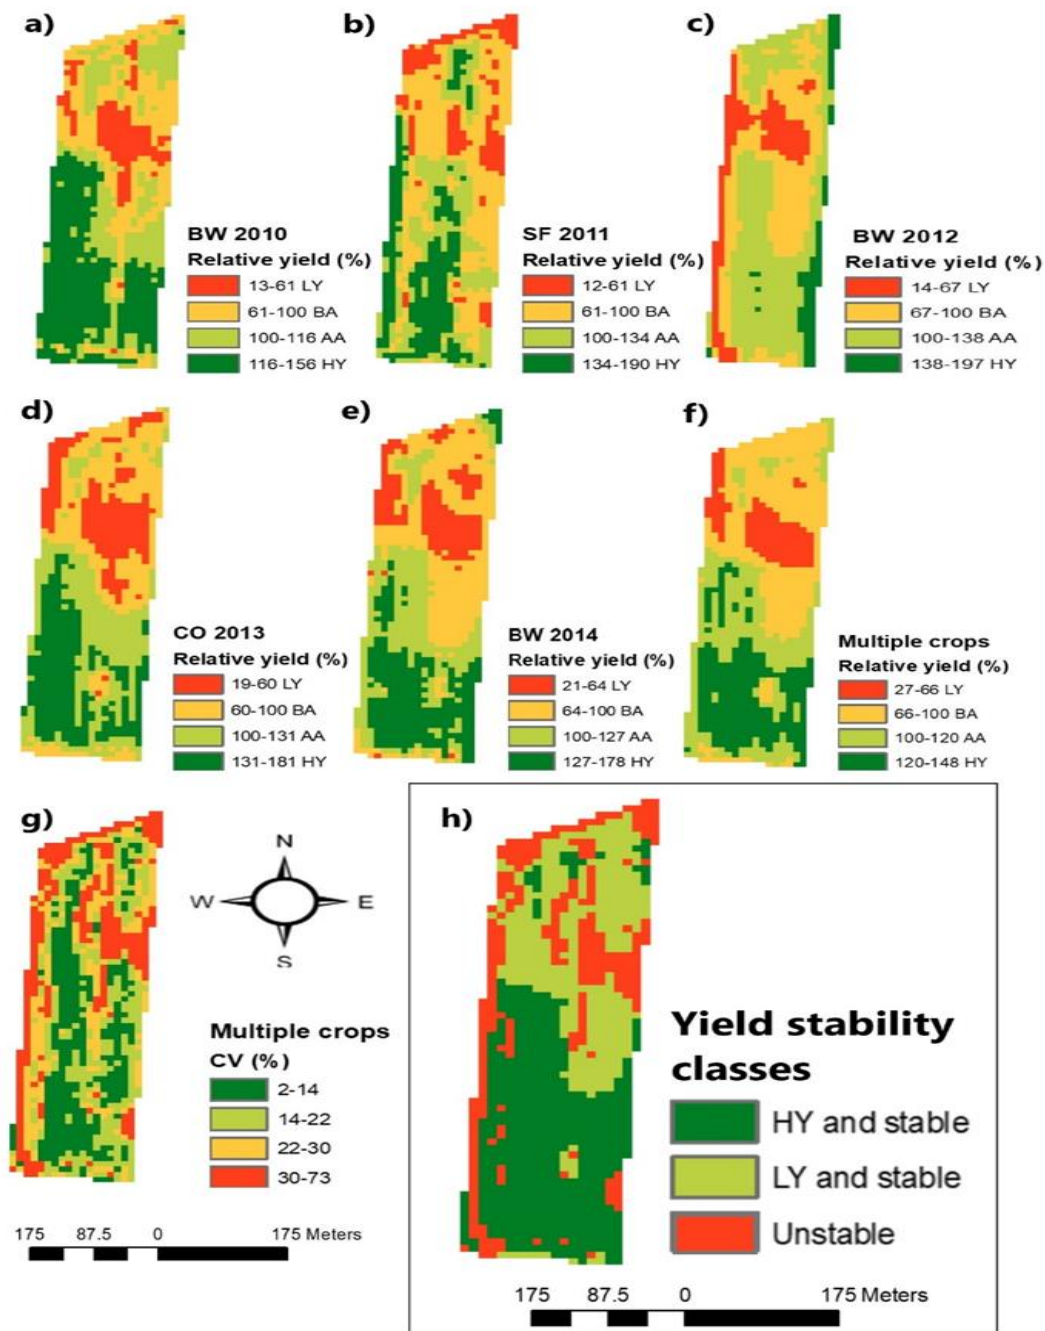 a)
BW 2010
Relative yield (%)
13-61 LY
61-100 BA
100-116 AA
116-156 HY
b)
SF 2011
Relative yield (%)
12-61 LY
61-100 BA
100-134 AA
134-190 HY
c)
BW 2012
Relative yield (%)
14-67 LY
67-100 BA
100-138 AA
138-197 HY
d)
CO 2013
Relative yield (%)
19-60 LY
60-100 BA
100-131 AA
131-181 HY
e)
BW 2014
Relative yield (%)
21-64 LY
64-100 BA
100-127 AA
127-178 HY
f)
Multiple crops
Relative yield (%)
27-66 LY
66-100 BA
100-120 AA
120-148 HY
g)
N
W E
S
Multiple crops
CV (%)
2-14
14-22
22-30
30-73
175 87.5 0 175 Meters
h)
Yield stability
classes
HY and stable
LY and stable
Unstable
175 87.5 0 175 Meters